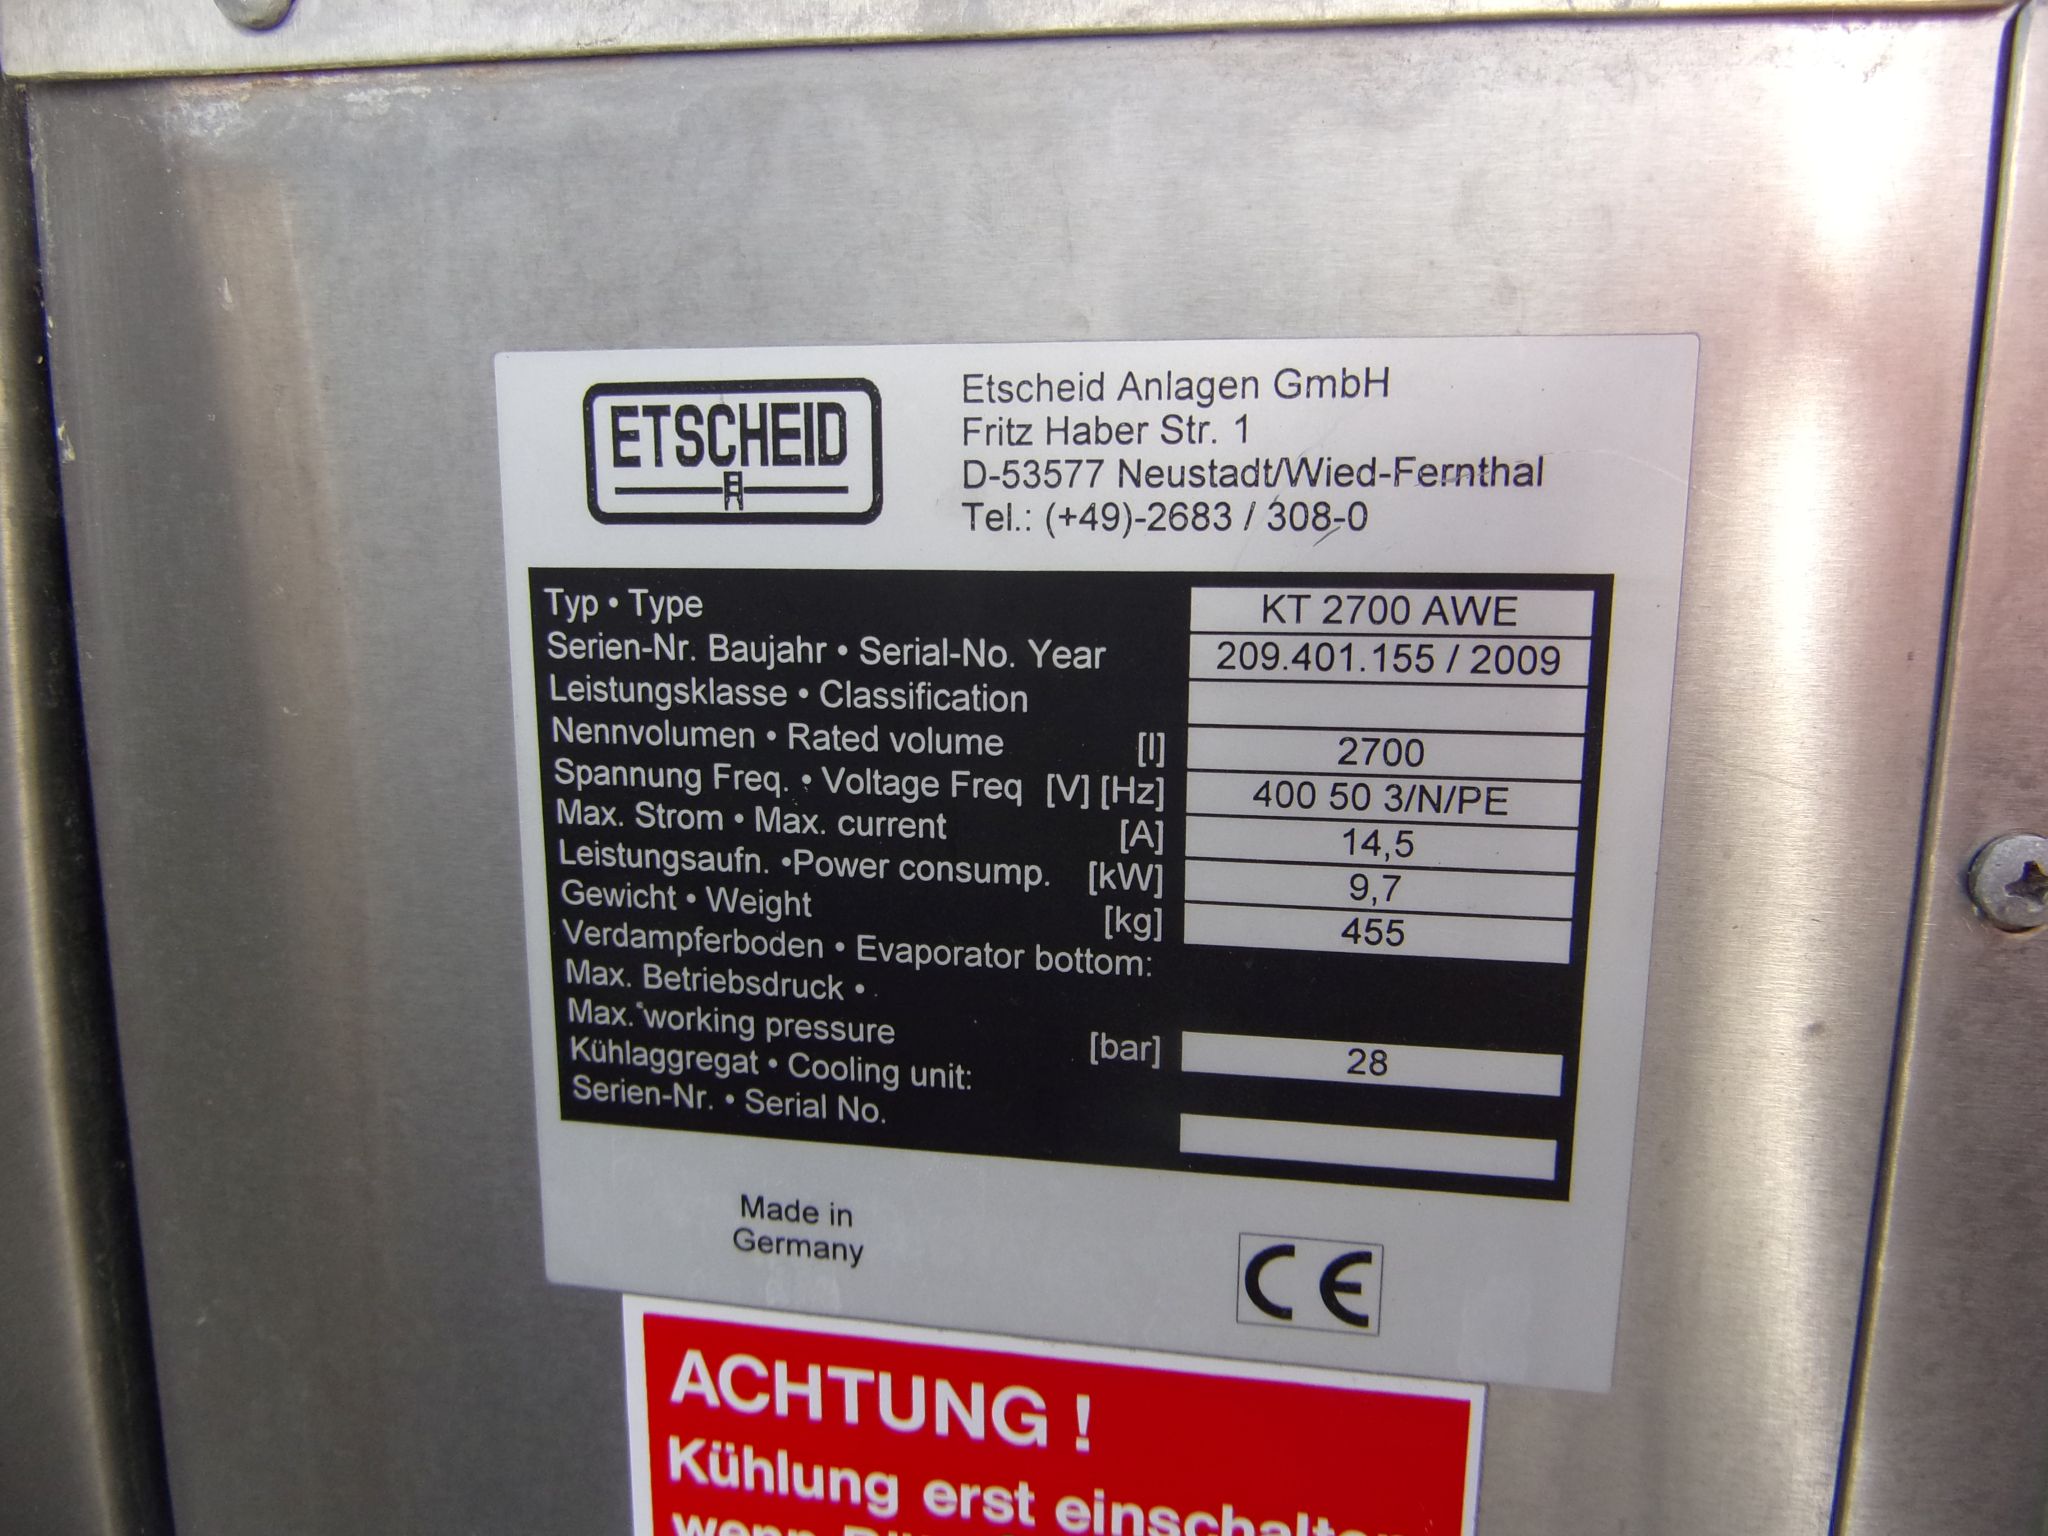 ETSCHEID
Etscheid Anlagen GmbH
Fritz Haber Str. 1
D-53577 Neustadt/Wied-Fernthal
Tel.: (+49)-2683 / 308-0
Typ • Type KT 2700 AWE
Serien-Nr. Baujahr • Serial-No. Year 209.401.155 / 2009
Leistungsklasse • Classification
Nennvolumen • Rated volume [l] 2700
Spannung Freq. • Voltage Freq [V] [Hz] 400 50 3/N/PE
Max. Strom • Max. current [A] 14,5
Leistungsaufn. •Power consump. [kW] 9,7
Gewicht • Weight [kg] 455
Verdampferboden • Evaporator bottom:
Max. Betriebsdruck •
Max. working pressure [bar] 28
Kühlaggregat • Cooling unit:
Serien-Nr. • Serial No.
Made in
Germany
CE
ACHTUNG !
Kühlung erst einschalten
wenn